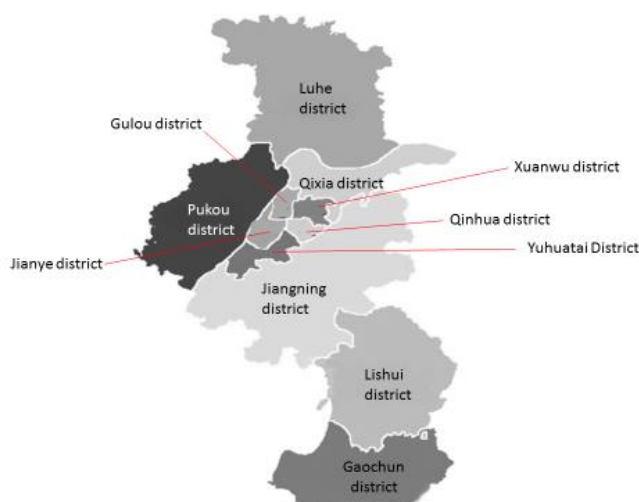 Luhe
district
Gulou district
Xuanwu district
Qixia district
Pukou
district
Qinhua district
Yuhuatai District
Jianye district
Jiangning
district
Lishui
district
Gaochun
district